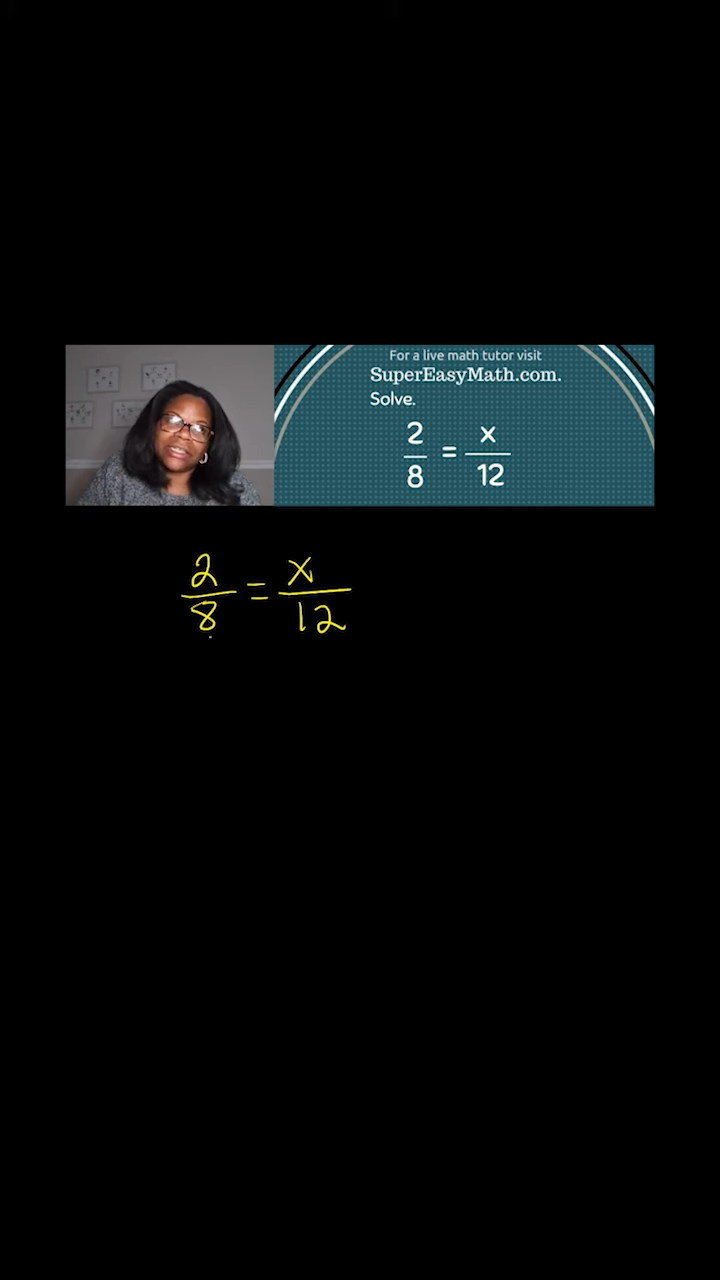 For a live math tutor visit
SuperEasyMath.com.
Solve.
2/8 = x/12
2/8 = x/12